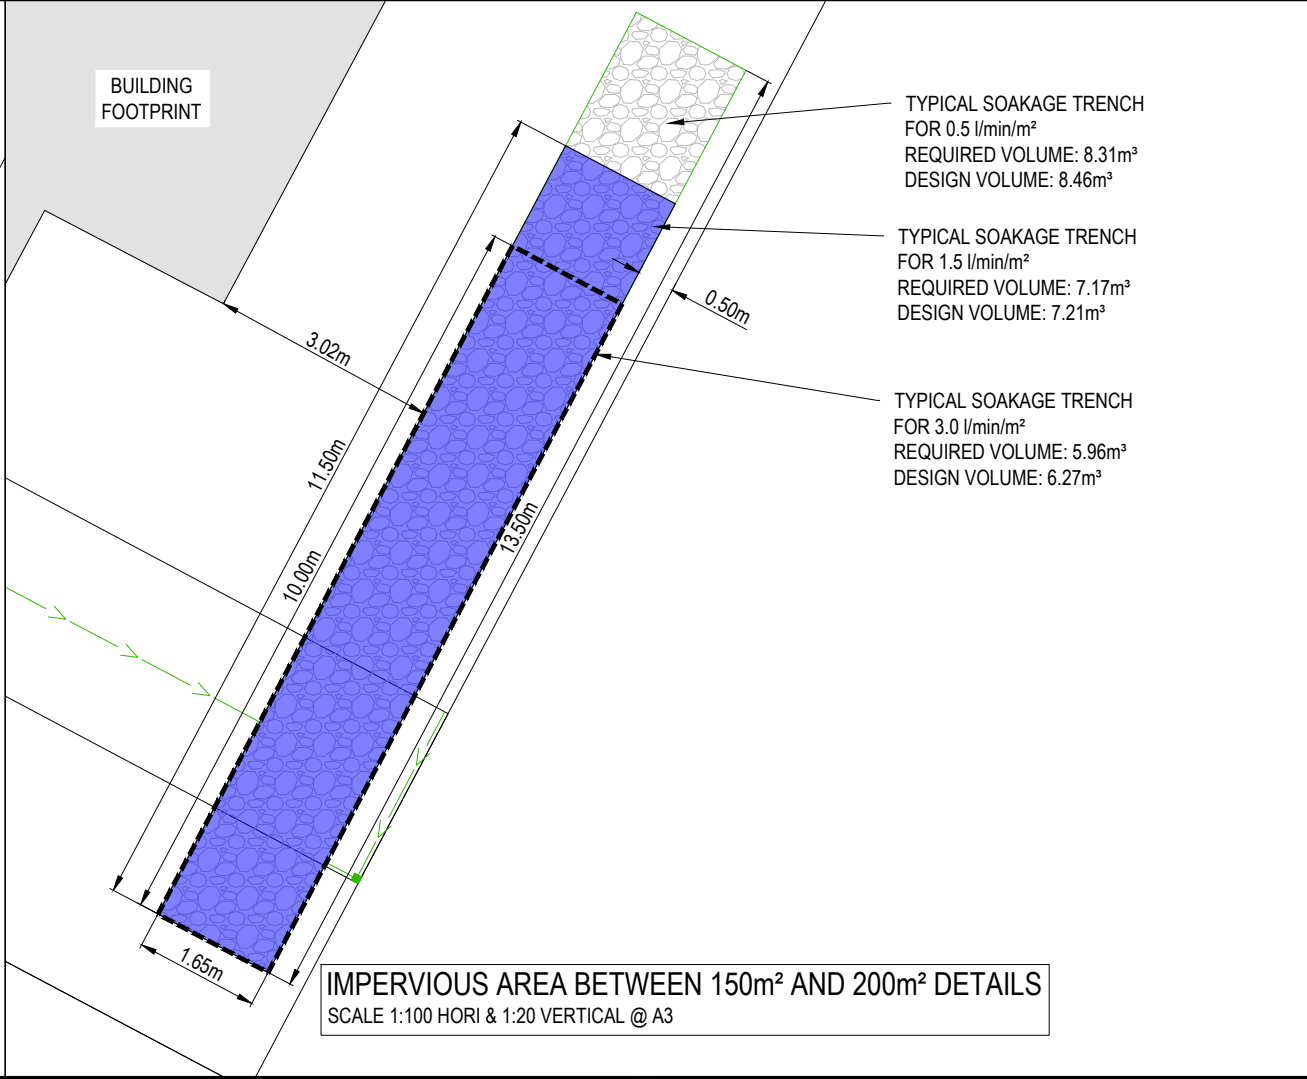 BUILDING
FOOTPRINT
TYPICAL SOAKAGE TRENCH
FOR 0.5 l/min/m²
REQUIRED VOLUME: 8.31m³
DESIGN VOLUME: 8.46m³
TYPICAL SOAKAGE TRENCH
FOR 1.5 l/min/m²
REQUIRED VOLUME: 7.17m³
DESIGN VOLUME: 7.21m³
0.50m
3.02m
TYPICAL SOAKAGE TRENCH
FOR 3.0 l/min/m²
REQUIRED VOLUME: 5.96m³
DESIGN VOLUME: 6.27m³
11.50m
13.50m
10.00m
1.65m
IMPERVIOUS AREA BETWEEN 150m² AND 200m² DETAILS
SCALE 1:100 HORI & 1:20 VERTICAL @ A3